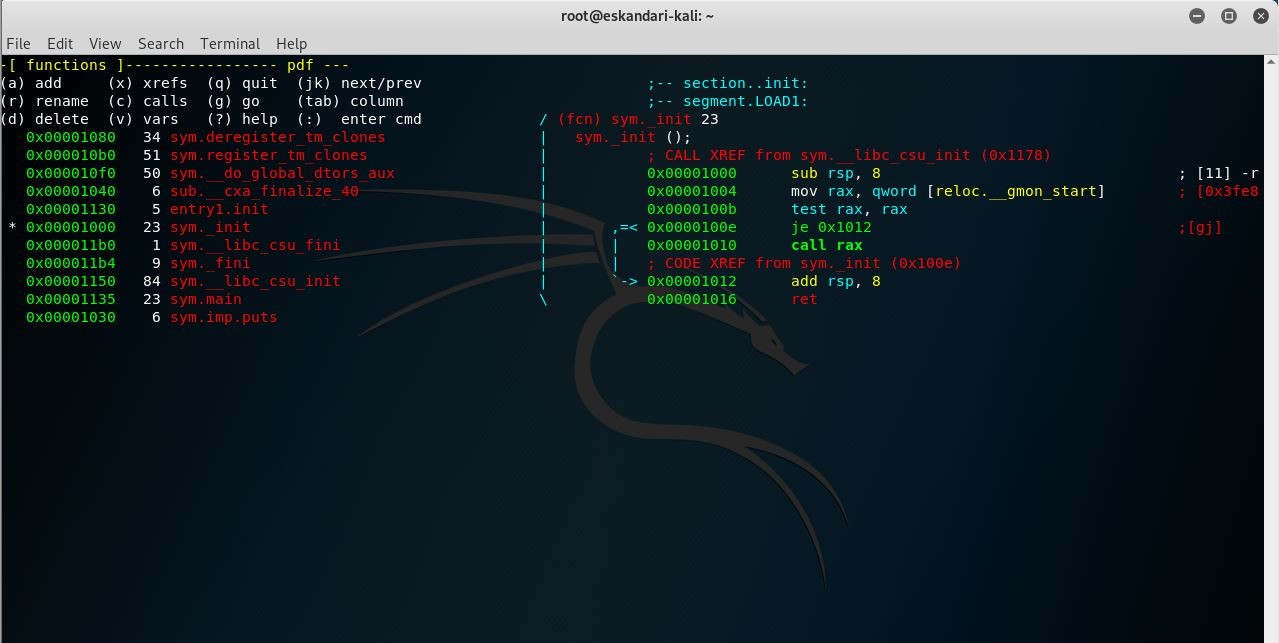 root@eskandari-kali: ~
File Edit View Search Terminal Help
-[ functions ]----------------- pdf ---
(a) add     (x) xrefs  (q) quit  (jk) next/prev                         ;-- section..init:
(r) rename  (c) calls  (g) go    (tab) column                           ;-- segment.LOAD1:
(d) delete  (v) vars   (?) help  (:)  enter cmd             / (fcn) sym._init 23
   0x00001080   34 sym.deregister_tm_clones                 |   sym._init ();
   0x000010b0   51 sym.register_tm_clones                   |           ; CALL XREF from sym.__libc_csu_init (0x1178)
   0x000010f0   50 sym.__do_global_dtors_aux                |           0x00001000      sub rsp, 8                                 ; [11] -r
   0x00001040    6 sub.__cxa_finalize_40                    |           0x00001004      mov rax, qword [reloc.__gmon_start]        ; [0x3fe8
   0x00001130    5 entry1.init                              |           0x0000100b      test rax, rax
 * 0x00001000   23 sym._init                                |       ,=< 0x0000100e      je 0x1012                                  ;[gj]
   0x000011b0    1 sym.__libc_csu_fini                      |       |   0x00001010      call rax
   0x000011b4    9 sym._fini                                |       |   ; CODE XREF from sym._init (0x100e)
   0x00001150   84 sym.__libc_csu_init                      |       `-> 0x00001012      add rsp, 8
   0x00001135   23 sym.main                                 \           0x00001016      ret
   0x00001030    6 sym.imp.puts